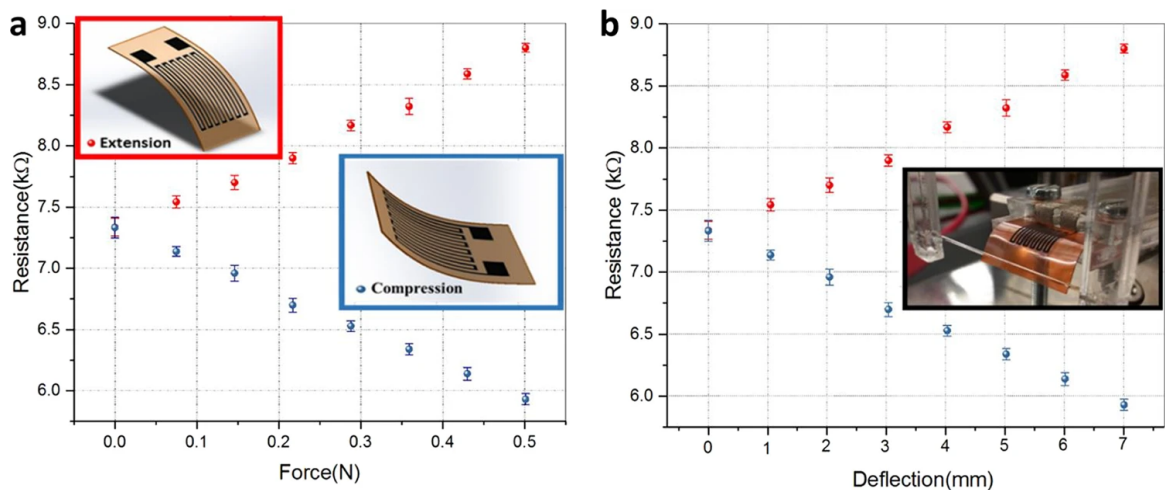 a
Resistance(kΩ)
9.0
8.5
8.0
7.5
7.0
6.5
6.0
Extension
Compression
0.0 0.1 0.2 0.3 0.4 0.5
Force(N)
b
Resistance (kΩ)
9.0
8.5
8.0
7.5
7.0
6.5
6.0
0 1 2 3 4 5 6 7
Deflection(mm)